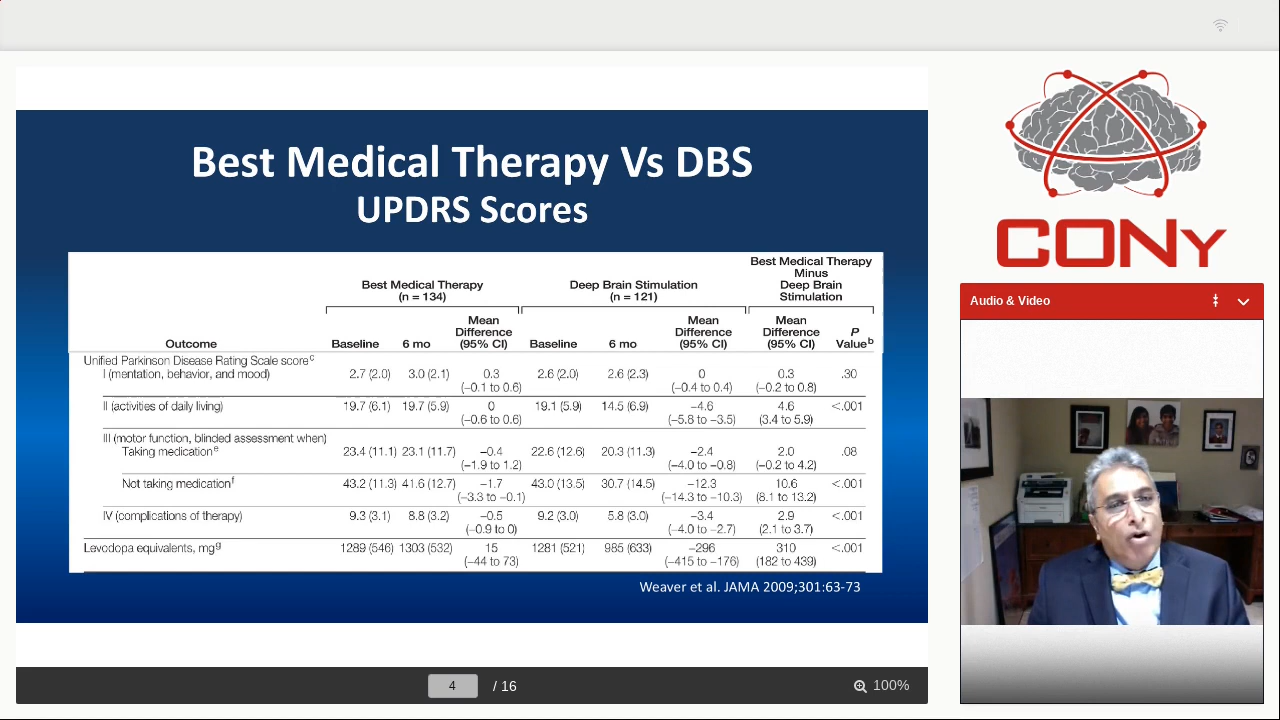 Best Medical Therapy Vs DBS
UPDRS Scores
Best Medical Therapy
Minus
Deep Brain
Stimulation
Best Medical Therapy
(n = 134)
Deep Brain Stimulation
(n = 121)
Outcome Baseline 6 mo Mean Difference (95% CI) Baseline 6 mo Mean Difference (95% CI) Mean Difference (95% CI) P Valueb
Unified Parkinson Disease Rating Scale scorec
I (mentation, behavior, and mood) 2.7 (2.0) 3.0 (2.1) 0.3 2.6 (2.0) 2.6 (2.3) 0 0.3 .30
(−0.1 to 0.6) (−0.4 to 0.4) (−0.2 to 0.8)
II (activities of daily living) 19.7 (6.1) 19.7 (5.9) 0 19.1 (5.9) 14.5 (6.9) −4.6 4.6 <.001
(−0.6 to 0.6) (−5.8 to −3.5) (3.4 to 5.9)
III (motor function, blinded assessment when)
Taking medicatione 23.4 (11.1) 23.1 (11.7) −0.4 22.6 (12.6) 20.3 (11.3) −2.4 2.0 .08
(−1.9 to 1.2) (−4.0 to −0.8) (−0.2 to 4.2)
Not taking medicationf 43.2 (11.3) 41.6 (12.7) −1.7 43.0 (13.5) 30.7 (14.5) −12.3 10.6 <.001
(−3.3 to −0.1) (−14.3 to −10.3) (8.1 to 13.2)
IV (complications of therapy) 9.3 (3.1) 8.8 (3.2) −0.5 9.2 (3.0) 5.8 (3.0) −3.4 2.9 <.001
(−0.9 to 0) (−4.0 to −2.7) (2.1 to 3.7)
Levodopa equivalents, mgg 1289 (546) 1303 (532) 15 1281 (521) 985 (633) −296 310 <.001
(−44 to 73) (−415 to −176) (182 to 439)
Weaver et al. JAMA 2009;301:63-73
4 / 16
100%
CONy
Audio & Video